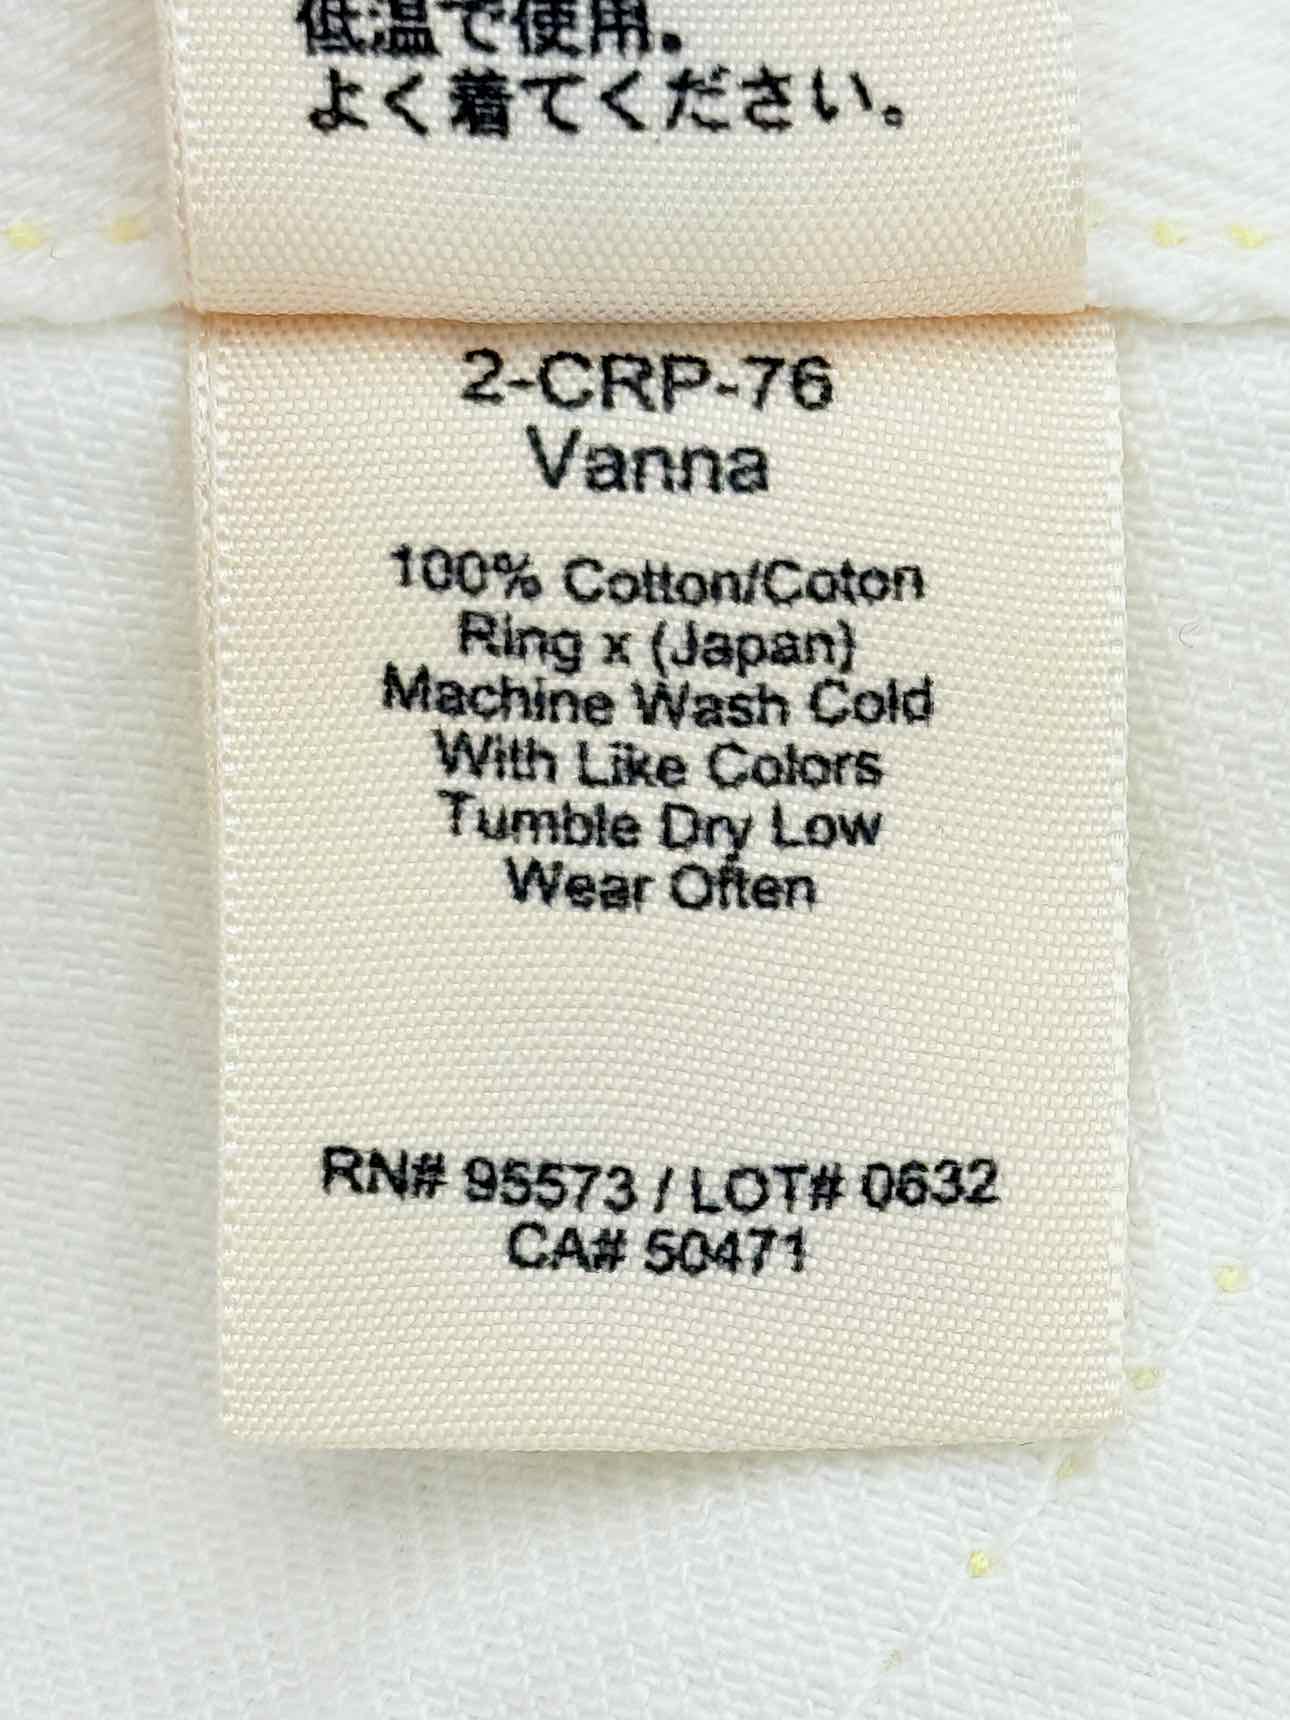 低温で使用。
よく着てください。
2-CRP-76
Vanna
100% Cotton/Coton
Ring x (Japan)
Machine Wash Cold
With Like Colors
Tumble Dry Low
Wear Often
RN# 95573 / LOT# 0632
CA# 50471